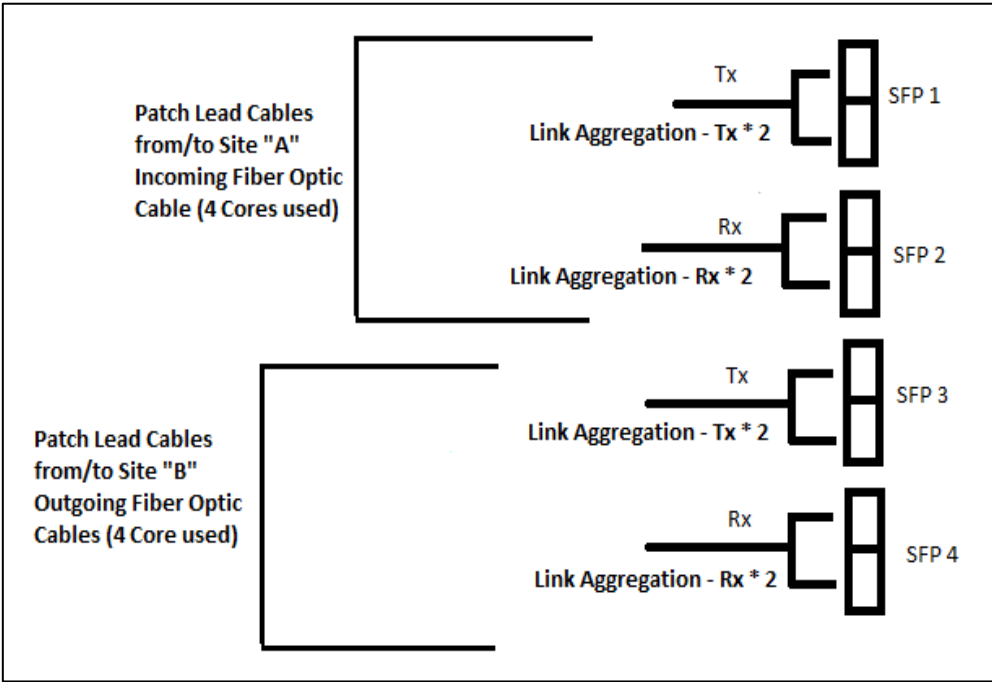 Patch Lead Cables
from/to Site "A"
Incoming Fiber Optic
Cable (4 Cores used)
Tx
Link Aggregation - Tx * 2
SFP 1
Rx
Link Aggregation - Rx * 2
SFP 2
Patch Lead Cables
from/to Site "B"
Outgoing Fiber Optic
Cables (4 Core used)
Tx
Link Aggregation - Tx * 2
SFP 3
Rx
Link Aggregation - Rx * 2
SFP 4